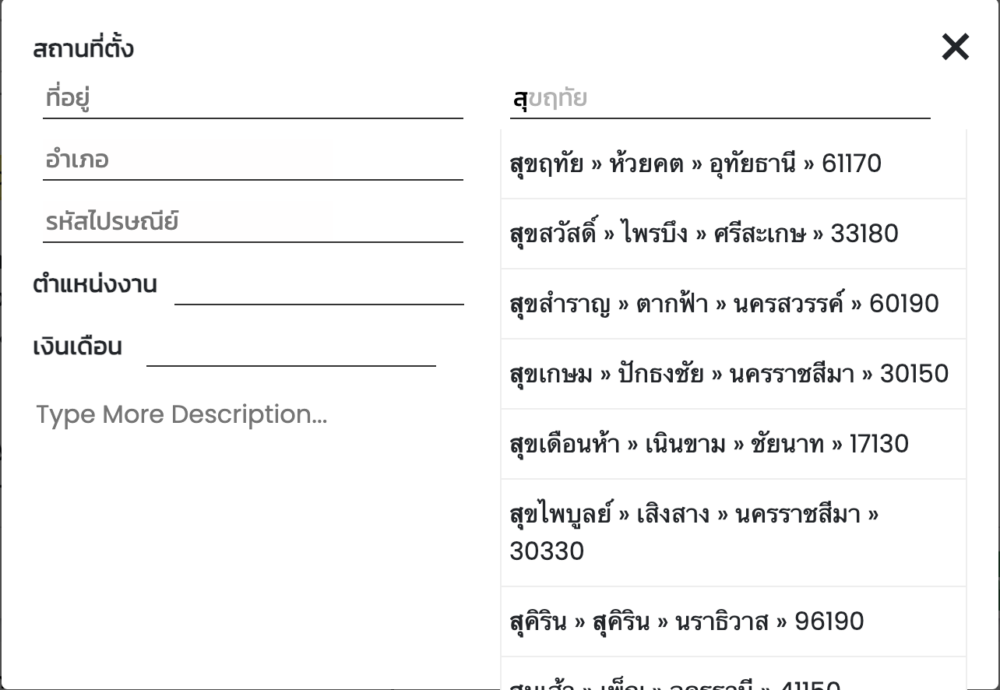 สถานที่ตั้ง
ที่อยู่
สุขฤทัย
อำเภอ
รหัสไปรษณีย์
ตำแหน่งงาน
เงินเดือน
Type More Description...
สุขฤทัย » ห้วยคต » อุทัยธานี » 61170
สุขสวัสดิ์ » ไพรบึง » ศรีสะเกษ » 33180
สุขสำราญ » ตากฟ้า » นครสวรรค์ » 60190
สุขเกษม » ปักธงชัย » นครราชสีมา » 30150
สุขเดือนห้า » เนินขาม » ชัยนาท » 17130
สุขไพบูลย์ » เสิงสาง » นครราชสีมา »
30330
สุคิริน » สุคิริน » นราธิวาส » 96190